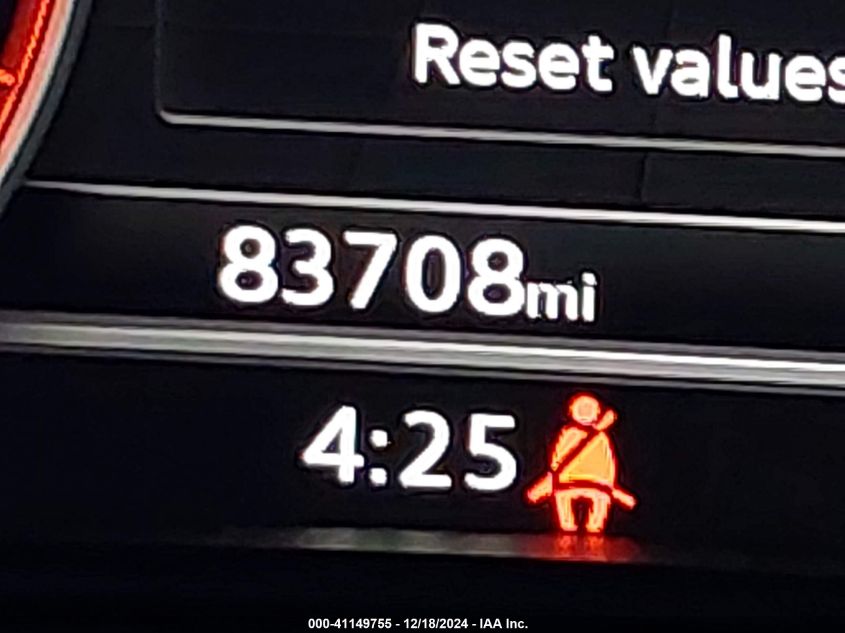 Reset values
83708mi
4:25
000-41149755 - 12/18/2024 - IAA Inc.